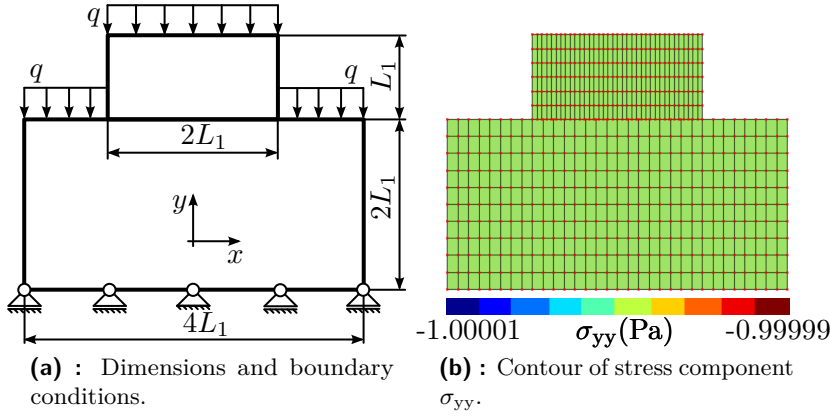 q
q
q
L₁
2L₁
2L₁
y
x
4L₁
-1.00001 σyy(Pa) -0.99999
(a) : Dimensions and boundary
conditions.
(b) : Contour of stress component
σyy.